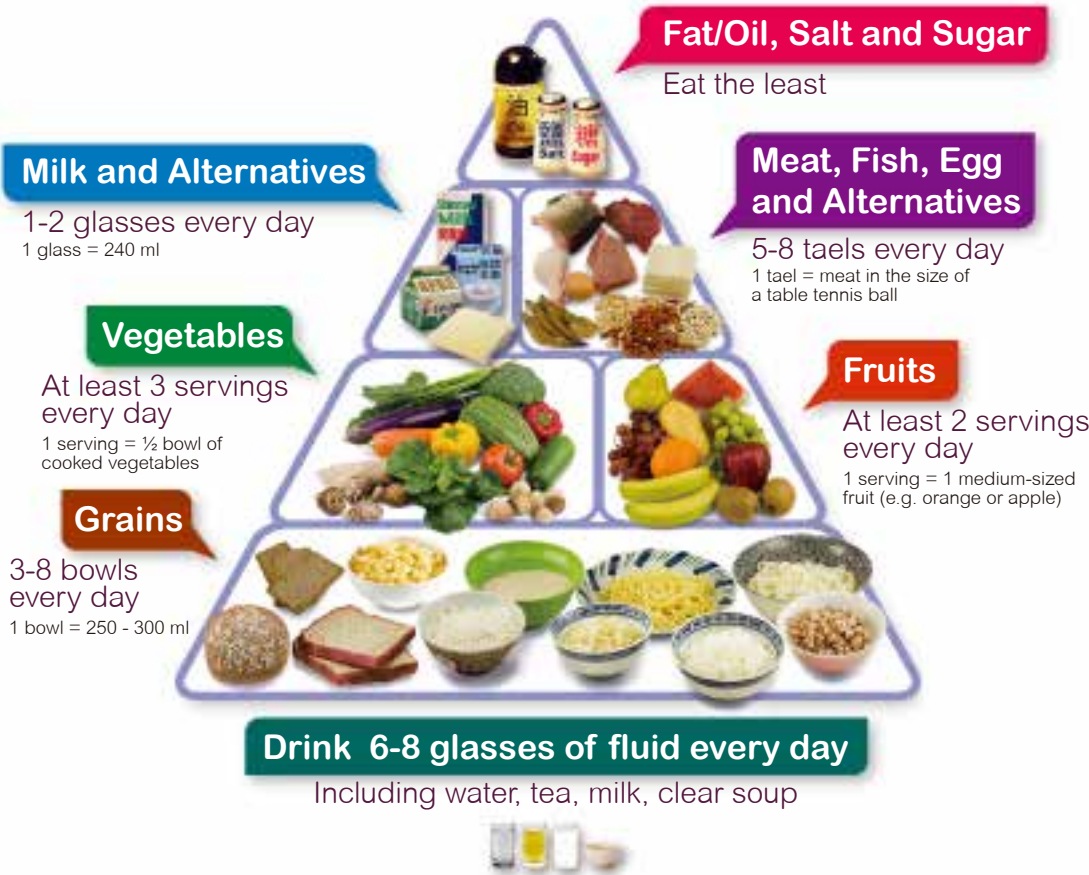 Fat/Oil, Salt and Sugar
Eat the least
Milk and Alternatives
1-2 glasses every day
1 glass = 240 ml
Meat, Fish, Egg
and Alternatives
5-8 taels every day
1 tael = meat in the size of
a table tennis ball
Vegetables
At least 3 servings
every day
1 serving = ½ bowl of
cooked vegetables
Fruits
At least 2 servings
every day
1 serving = 1 medium-sized
fruit (e.g. orange or apple)
Grains
3-8 bowls
every day
1 bowl = 250 - 300 ml
油
Sugar
Drink 6-8 glasses of fluid every day
Including water, tea, milk, clear soup